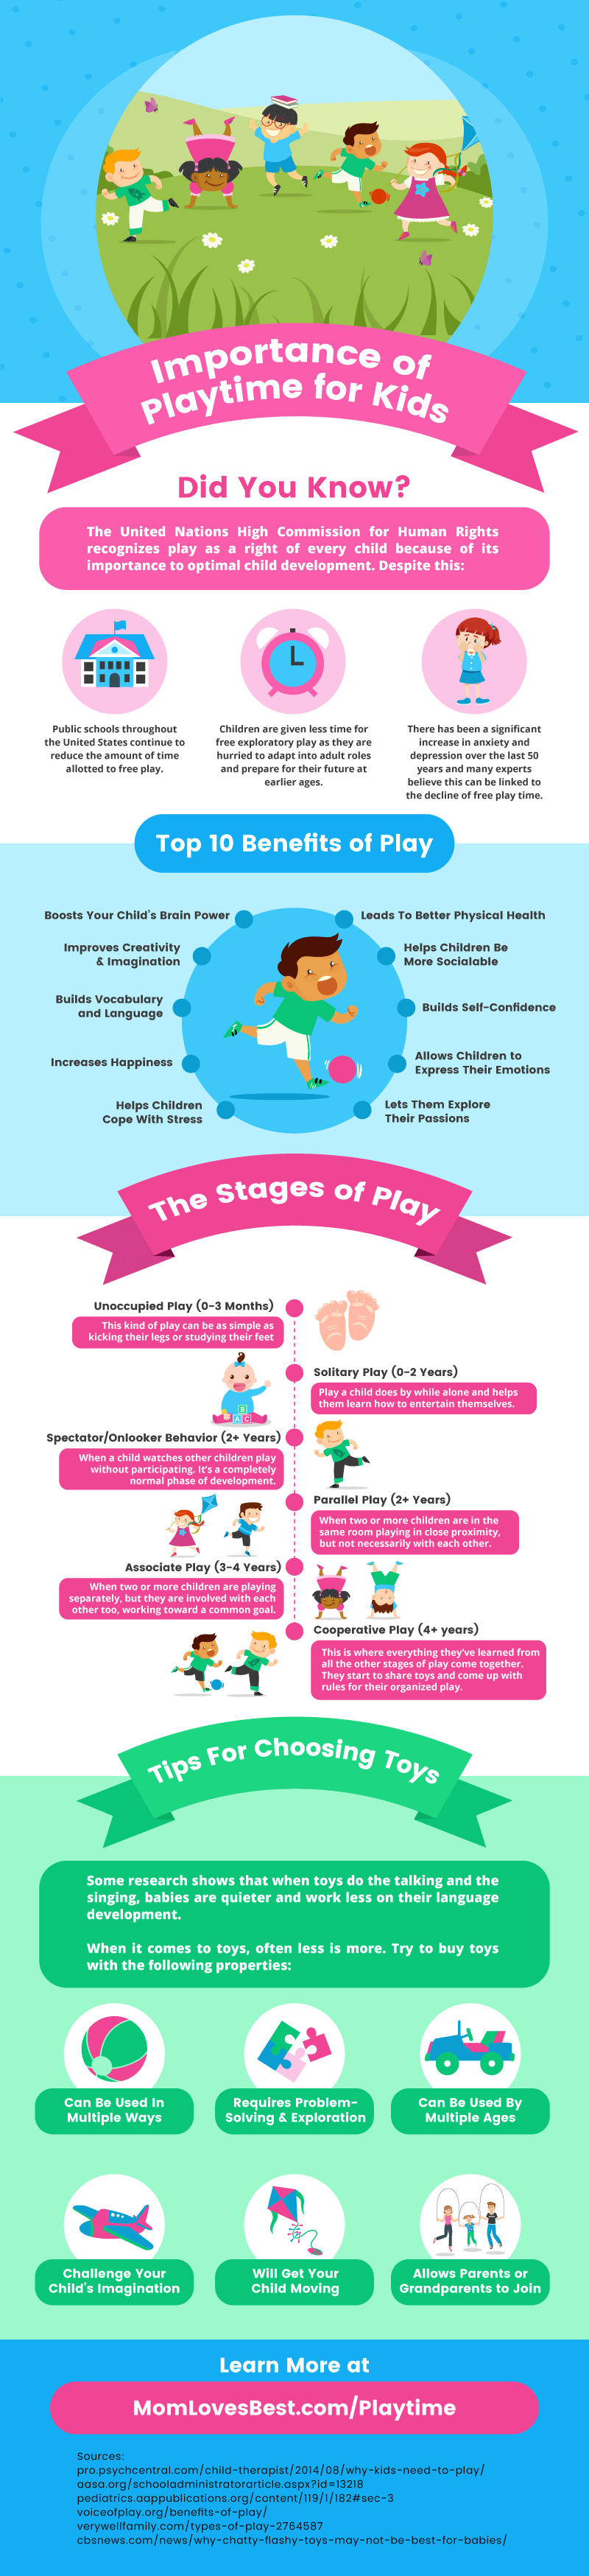 Importance of
Playtime for Kids
Did You Know?
The United Nations High Commission for Human Rights
recognizes play as a right of every child because of its
importance to optimal child development. Despite this:
Public schools throughout
the United States continue to
reduce the amount of time
allotted to free play.
Children are given less time for
free exploratory play as they are
hurried to adapt into adult roles
and prepare for their future at
earlier ages.
There has been a significant
increase in anxiety and
depression over the last 50
years and many experts
believe this can be linked to
the decline of free play time.
Top 10 Benefits of Play
Boosts Your Child's Brain Power
Leads To Better Physical Health
Improves Creativity
& Imagination
Helps Children Be
More Socialable
Builds Vocabulary
and Language
Builds Self-Confidence
Increases Happiness
Allows Children to
Express Their Emotions
Helps Children
Cope With Stress
Lets Them Explore
Their Passions
The Stages of Play
Unoccupied Play (0-3 Months)
This kind of play can be as simple as
kicking their legs or studying their feet
Solitary Play (0-2 Years)
Play a child does by while alone and helps
them learn how to entertain themselves.
B
A C
Spectator/Onlooker Behavior (2+ Years)
When a child watches other children play
without participating. It's a completely
normal phase of development.
Parallel Play (2+ Years)
When two or more children are in the
same room playing in close proximity,
but not necessarily with each other.
Associate Play (3-4 Years)
When two or more children are playing
separately, but they are involved with each
other too, working toward a common goal.
Cooperative Play (4+ years)
This is where everything they've learned from
all the other stages of play come together.
They start to share toys and come up with
rules for their organized play.
Tips For Choosing Toys
Some research shows that when toys do the talking and the
singing, babies are quieter and work less on their language
development.
When it comes to toys, often less is more. Try to buy toys
with the following properties:
Can Be Used In
Multiple Ways
Requires Problem-
Solving & Exploration
Can Be Used By
Multiple Ages
Challenge Your
Child's Imagination
Will Get Your
Child Moving
Allows Parents or
Grandparents to Join
Learn More at
MomLovesBest.com/Playtime
Sources:
pro.psychcentral.com/child-therapist/2014/08/why-kids-need-to-play/
aasa.org/schooladministratorarticle.aspx?id=13218
pediatrics.aappublications.org/content/119/1/182#sec-3
voiceofplay.org/benefits-of-play/
verywellfamily.com/types-of-play-2764587
cbsnews.com/news/why-chatty-flashy-toys-may-not-be-best-for-babies/